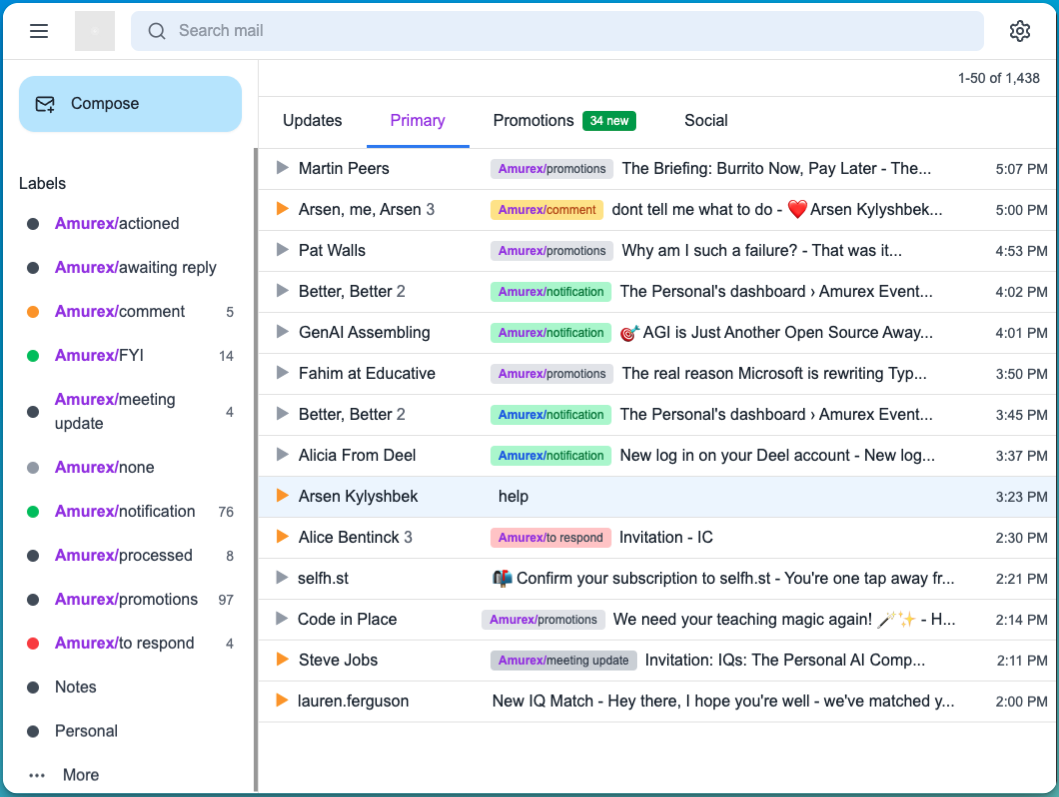 Search mail
1-50 of 1,438
Compose
Updates Primary Promotions 34 new Social
Labels
Amurex/actioned
Amurex/awaiting reply
Amurex/comment 5
Amurex/FYI 14
Amurex/meeting
update 4
Amurex/none
Amurex/notification 76
Amurex/processed 8
Amurex/promotions 97
Amurex/to respond 4
Notes
Personal
More
Martin Peers Amurex/promotions The Briefing: Burrito Now, Pay Later - The... 5:07 PM
Arsen, me, Arsen 3 Amurex/comment dont tell me what to do - ❤️ Arsen Kylyshbek... 5:00 PM
Pat Walls Amurex/promotions Why am I such a failure? - That was it... 4:53 PM
Better, Better 2 Amurex/notification The Personal's dashboard › Amurex Event... 4:02 PM
GenAI Assembling Amurex/notification 🎯 AGI is Just Another Open Source Away... 4:01 PM
Fahim at Educative Amurex/promotions The real reason Microsoft is rewriting Typ... 3:50 PM
Better, Better 2 Amurex/notification The Personal's dashboard › Amurex Event... 3:45 PM
Alicia From Deel Amurex/notification New log in on your Deel account - New log... 3:37 PM
Arsen Kylyshbek help 3:23 PM
Alice Bentinck 3 Amurex/to respond Invitation - IC 2:30 PM
selfh.st 📬 Confirm your subscription to selfh.st - You're one tap away fr... 2:21 PM
Code in Place Amurex/promotions We need your teaching magic again! 🪄✨ - H... 2:14 PM
Steve Jobs Amurex/meeting update Invitation: IQs: The Personal AI Comp... 2:11 PM
lauren.ferguson New IQ Match - Hey there, I hope you're well - we've matched y... 2:00 PM